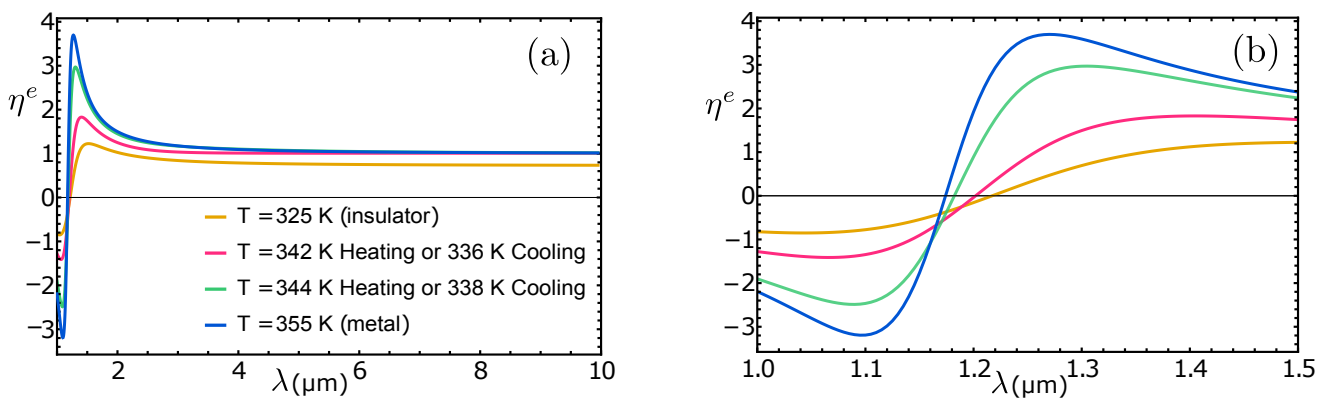 4
3
2
1
0
−1
−2
−3
η^e
(a)
T = 325 K (insulator)
T = 342 K Heating or 336 K Cooling
T = 344 K Heating or 338 K Cooling
T = 355 K (metal)
2 4 6 8 10
λ(μm)
4
3
2
1
0
−1
−2
−3
η^e
(b)
1.0 1.1 1.2 1.3 1.4 1.5
λ(μm)